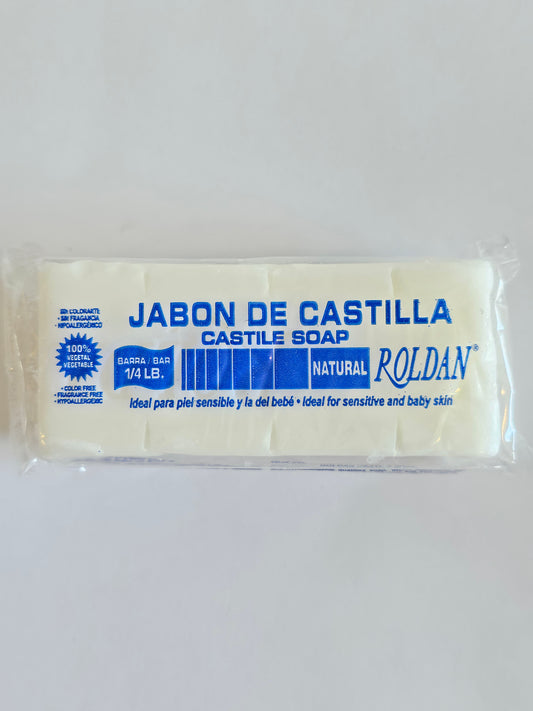 JABON DE CASTILLA
CASTILE SOAP
SIN COLORANTE
• SIN FRAGANCIA
• HIPOALERGÉNICO
100%
VEGETAL
VEGETABLE
• COLOR FREE
• FRAGRANCE FREE
• HYPOALLERGENIC
BARRA / BAR
1/4 LB.
NATURAL
ROLDAN®
Ideal para piel sensible y la del bebé • Ideal for sensitive and baby skin